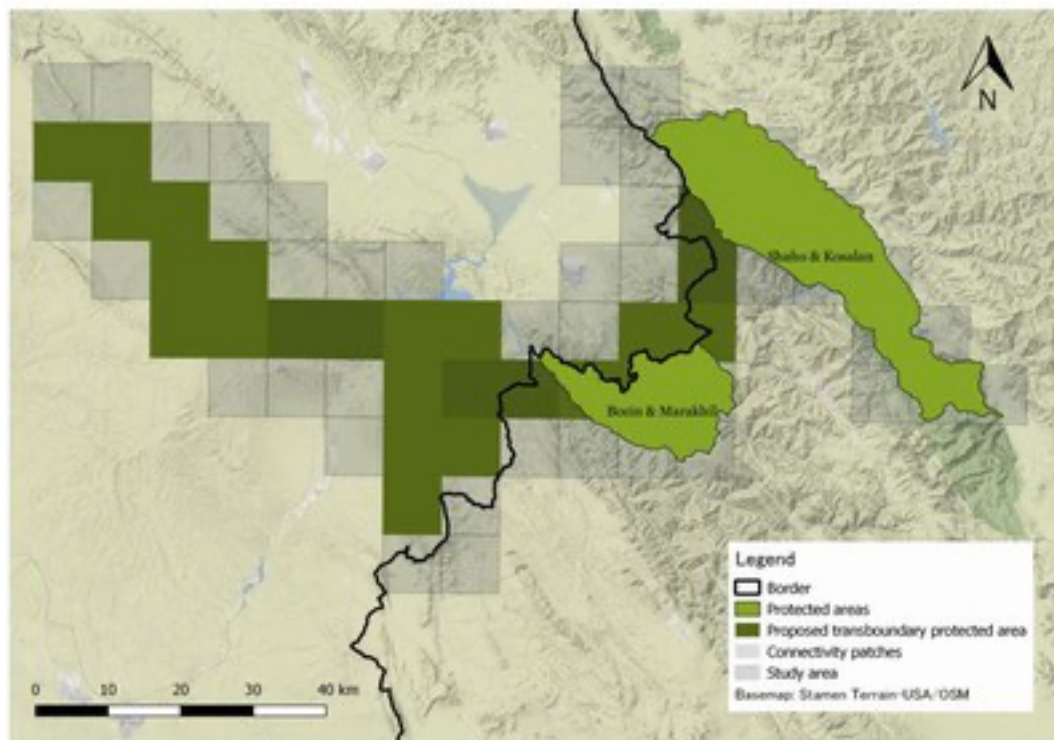 N
Shaho & Kosalan
Bozin & Marakhil
Legend
Border
Protected areas
Proposed transboundary protected area
Connectivity patches
Study area
Basemap: Stamen Terrain-USA/OSM
0 10 20 30 40 km